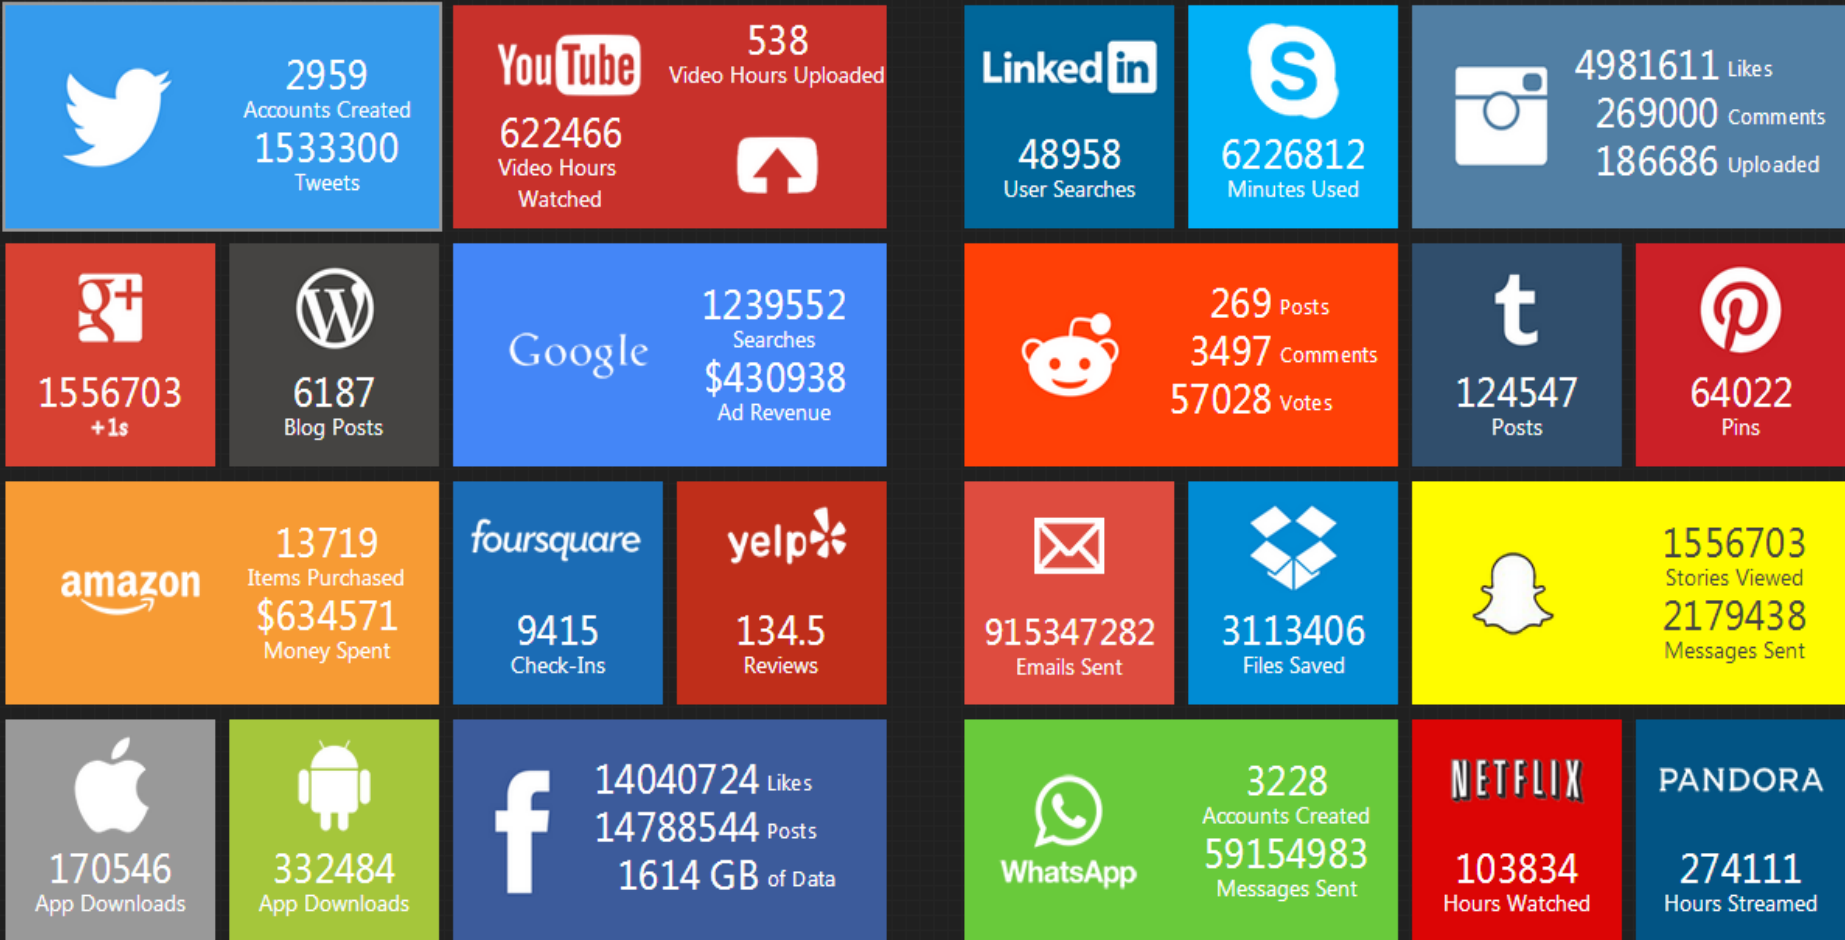 2959
Accounts Created
1533300
Tweets
YouTube
538
Video Hours Uploaded
622466
Video Hours
Watched
Linked in
48958
User Searches
S
6226812
Minutes Used
4981611 Likes
269000 Comments
186686 Uploaded
g+
1556703
+1s
W
6187
Blog Posts
Google
1239552
Searches
$430938
Ad Revenue
269 Posts
3497 Comments
57028 Votes
t
124547
Posts
P
64022
Pins
amazon
13719
Items Purchased
$634571
Money Spent
foursquare
9415
Check-Ins
yelp
134.5
Reviews
915347282
Emails Sent
3113406
Files Saved
1556703
Stories Viewed
2179438
Messages Sent
170546
App Downloads
332484
App Downloads
f
14040724 Likes
14788544 Posts
1614 GB of Data
WhatsApp
3228
Accounts Created
59154983
Messages Sent
NETFLIX
103834
Hours Watched
PANDORA
274111
Hours Streamed